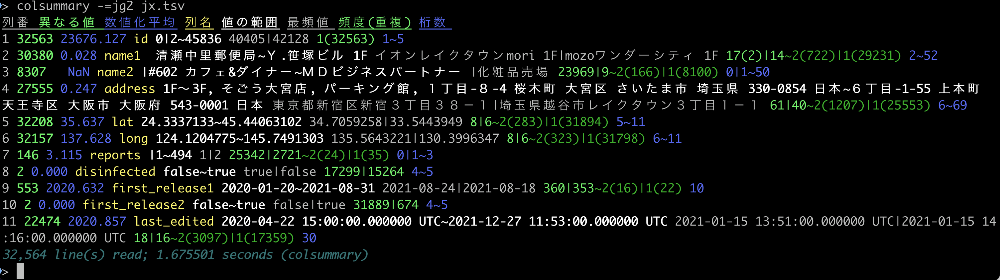 > colsummary -=jg2 jx.tsv
列番 異なる値 数値化平均 列名 値の範囲 最頻値 頻度(重複) 桁数
1 32563 23676.127 id 0|2~45836 40405|42128 1(32563) 1~5
2 30380 0.028 name1  清瀬中里郵便局~Ｙ.笹塚ビル 1F イオンレイクタウンmori 1F|mozoワンダーシティ 1F 17(2)|14~2(722)|1(29231) 2~52
3 8307   NaN name2 |#602 カフェ&ダイナー~ＭＤビジネスパートナー |化粧品売場 23969|9~2(166)|1(8100) 0|1~50
4 27555 0.247 address 1F～3F, そごう大宮店, パーキング館, １丁目-８-4 桜木町 大宮区 さいたま市 埼玉県 330-0854 日本~６丁目-1-55 上本町
天王寺区 大阪市 大阪府 543-0001 日本 東京都新宿区新宿３丁目３８－１|埼玉県越谷市レイクタウン３丁目１－１ 61|40~2(1207)|1(25553) 6~69
5 32208 35.637 lat 24.3337133~45.44063102 34.7059258|33.5443949 8|6~2(283)|1(31894) 5~11
6 32157 137.628 long 124.1204775~145.7491303 135.5643221|130.3996347 8|6~2(323)|1(31798) 6~11
7 146 3.115 reports |1~494 1|2 25342|2721~2(24)|1(35) 0|1~3
8 2 0.000 disinfected false~true true|false 17299|15264 4~5
9 553 2020.632 first_release1 2020-01-20~2021-08-31 2021-08-24|2021-08-18 360|353~2(16)|1(22) 10
10 2 0.000 first_release2 false~true false|true 31889|674 4~5
11 22474 2020.857 last_edited 2020-04-22 15:00:00.000000 UTC~2021-12-27 11:53:00.000000 UTC 2021-01-15 13:51:00.000000 UTC|2021-01-15 14
:16:00.000000 UTC 18|16~2(3097)|1(17359) 30
32,564 line(s) read; 1.675501 seconds (colsummary)
>